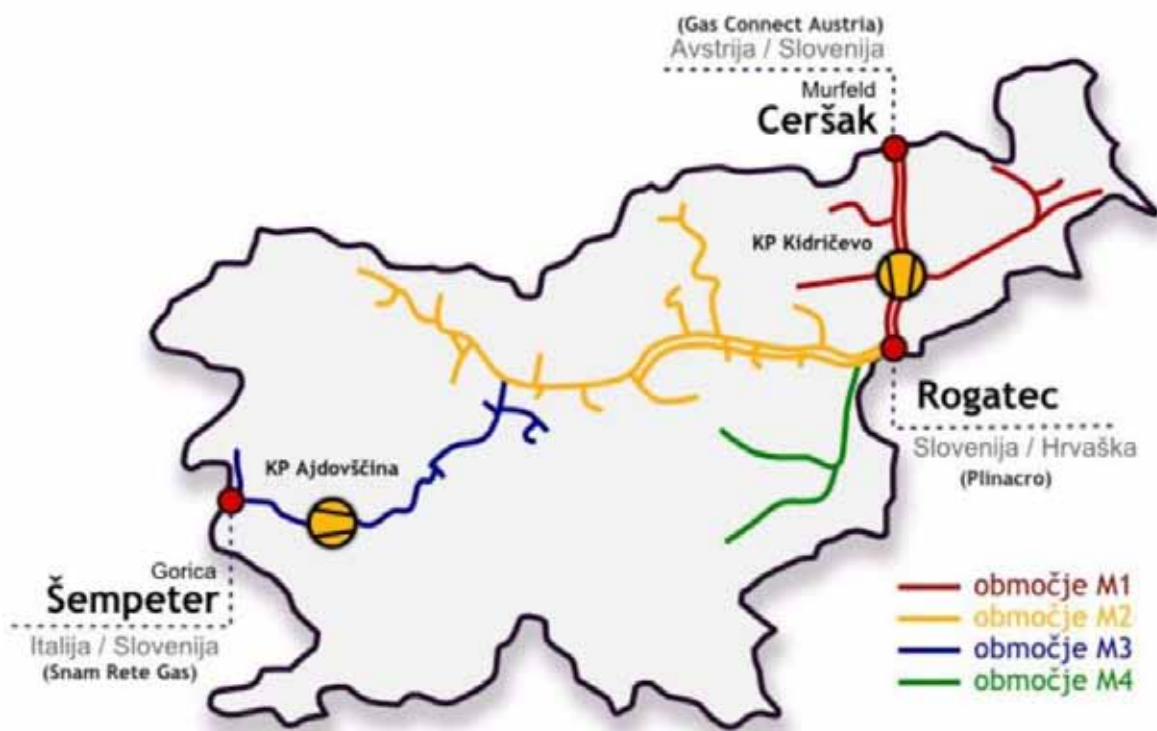 (Gas Connect Austria)
Avstrija / Slovenija
Murfeld
Ceršak
KP Kidričevo
Rogatec
Slovenija / Hrvaška
(Plinacro)
KP Ajdovščina
Gorica
Šempeter
Italija / Slovenija
(Snam Rete Gas)
območje M1
območje M2
območje M3
območje M4